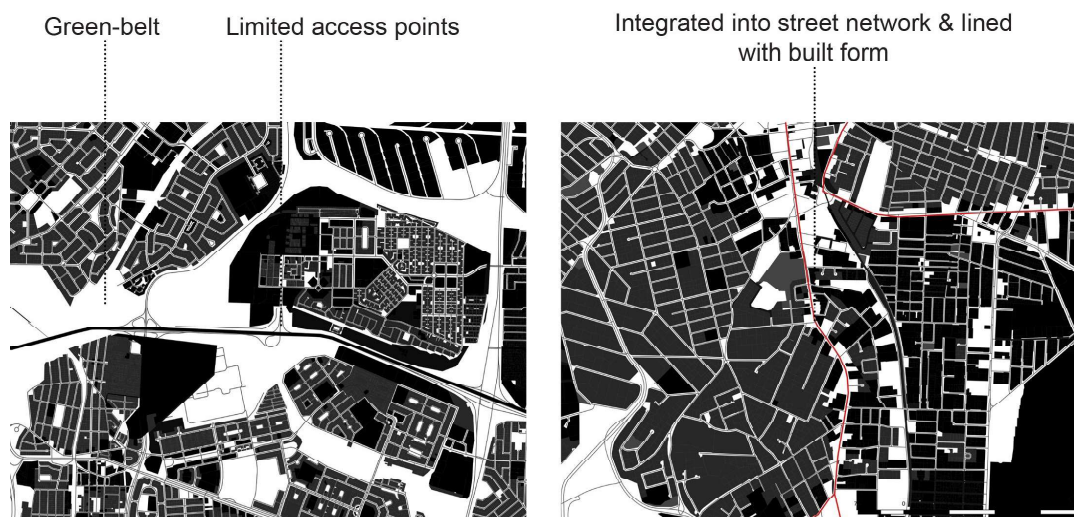 Green-belt
Limited access points
Integrated into street network & lined
with built form